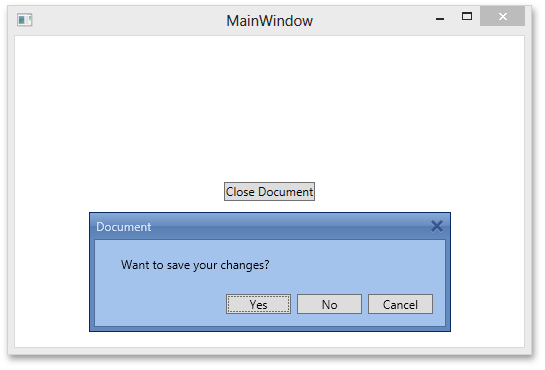 MainWindow
Close Document
Document
Want to save your changes?
Yes No Cancel